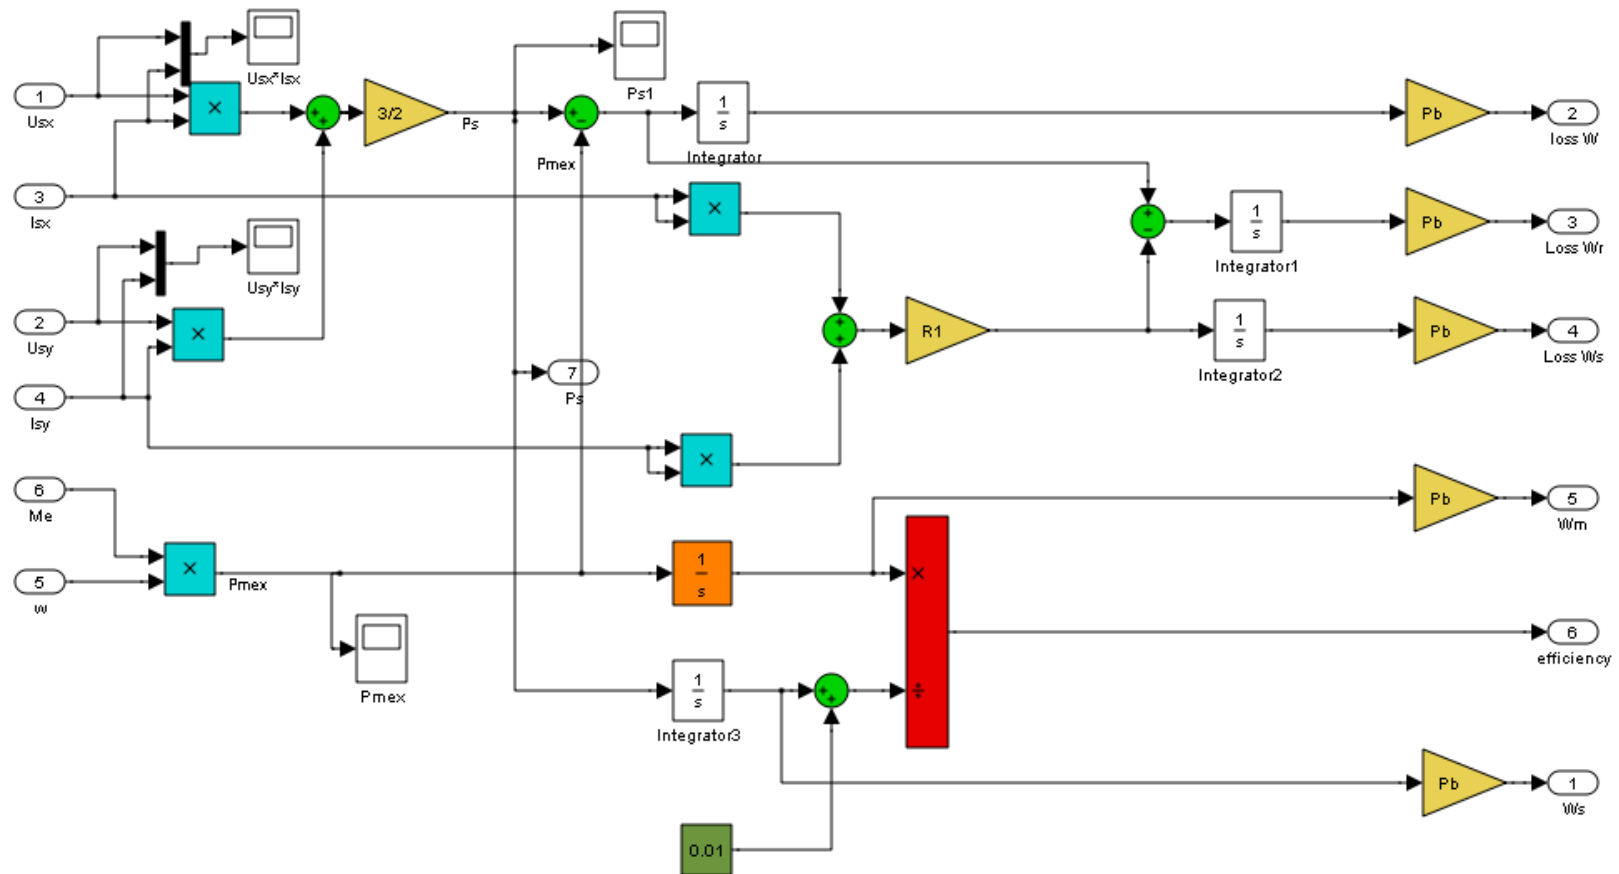 Usx*Isx
Ps1
1
Usx
×
+
+
3/2
Ps
+
−
Pmex
1
s
Integrator
Pb
2
loss W
3
Isx
×
+
−
1
s
Integrator1
Pb
3
Loss Wr
Usy*Isy
2
Usy
×
+
+
R1
1
s
Integrator2
Pb
4
Loss Ws
7
Ps
4
Isy
×
6
Me
Pb
5
Wm
5
w
×
Pmex
1
s
×
Pmex
6
efficiency
1
s
Integrator3
+
+
÷
Pb
1
Ws
0.01